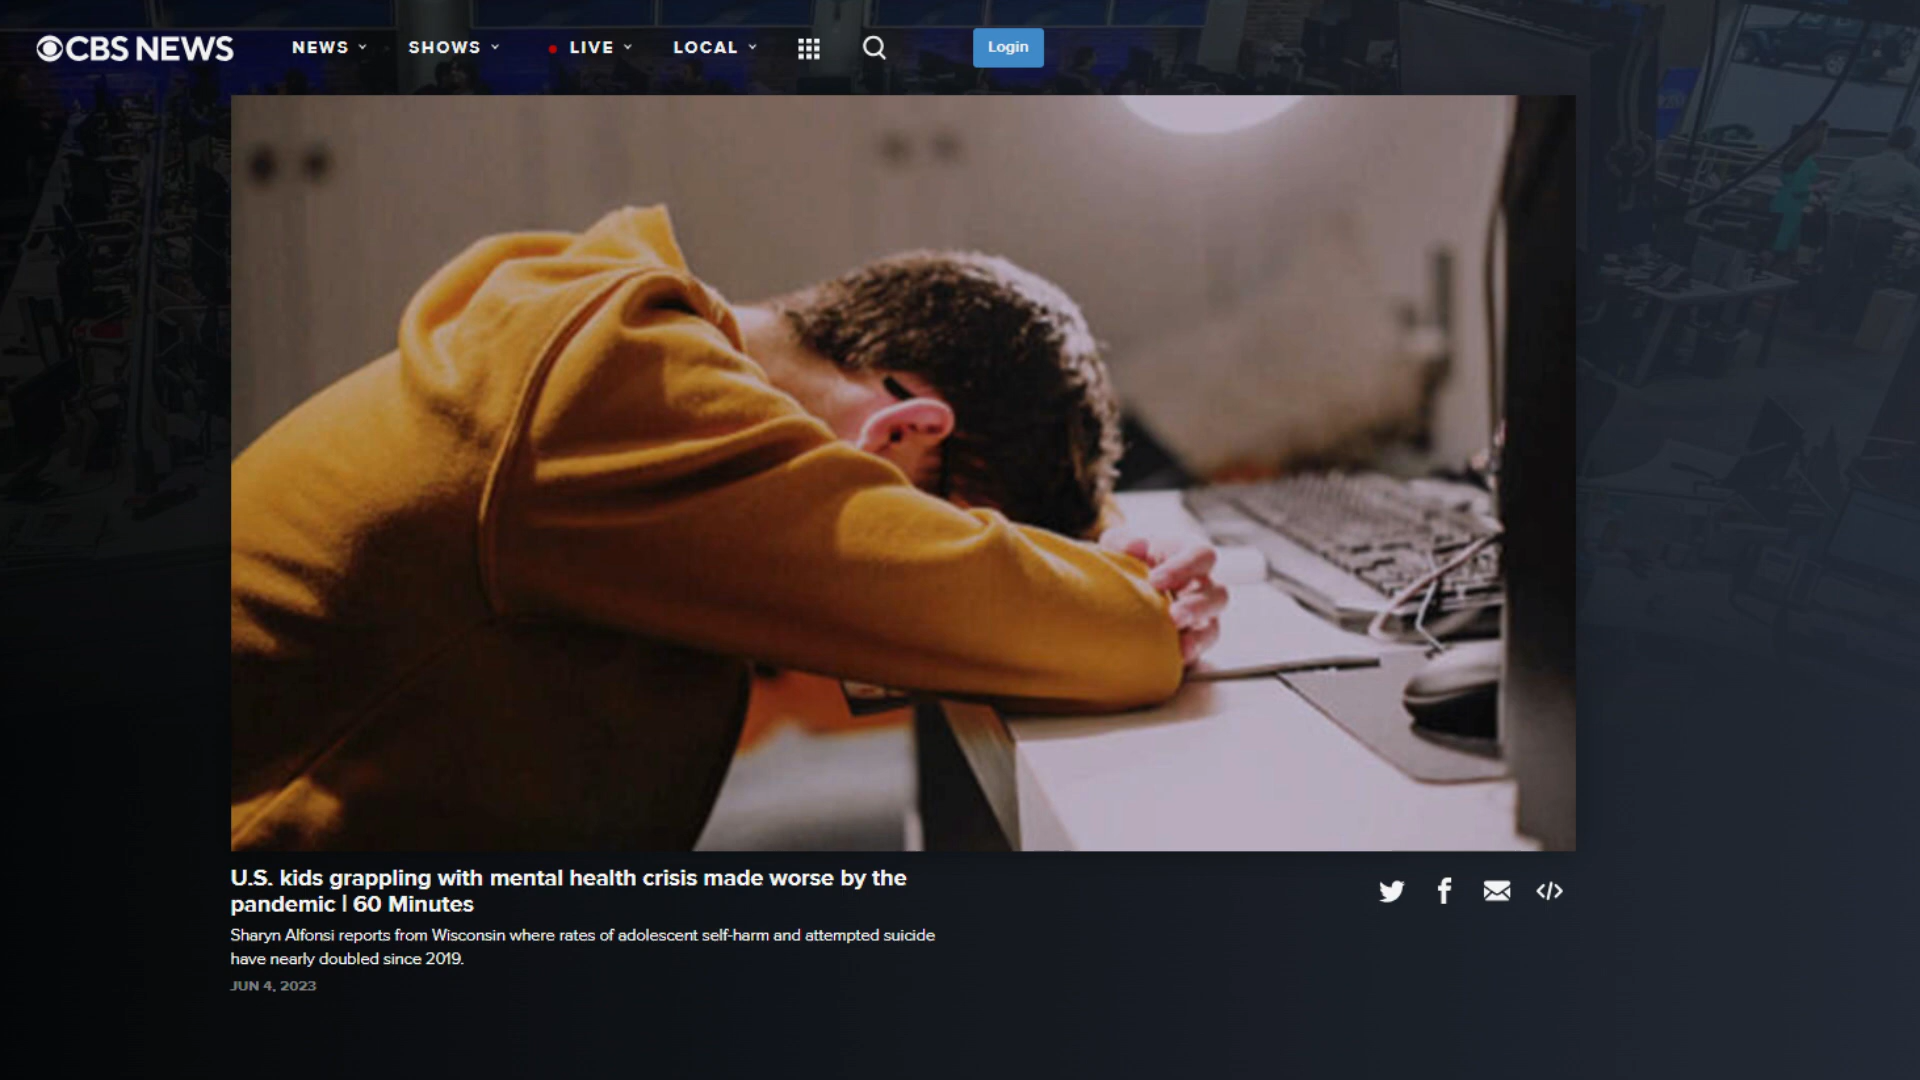 CBS NEWS
NEWS
SHOWS
LIVE
LOCAL
Login
U.S. kids grappling with mental health crisis made worse by the
pandemic | 60 Minutes
Sharyn Alfonsi reports from Wisconsin where rates of adolescent self-harm and attempted suicide
have nearly doubled since 2019.
JUN 4, 2023